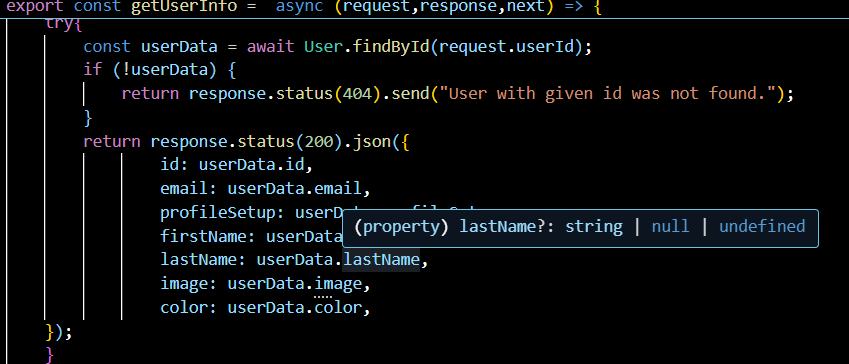 export const getUserInfo =  async (request,response,next) => {
try{
const userData = await User.findById(request.userId);
if (!userData) {
return response.status(404).send("User with given id was not found.");
}
return response.status(200).json({
id: userData.id,
email: userData.email,
profileSetup:
firstName: userData
(property) lastName?: string | null | undefined
lastName: userData.lastName,
image: userData.image,
color: userData.color,
});
}